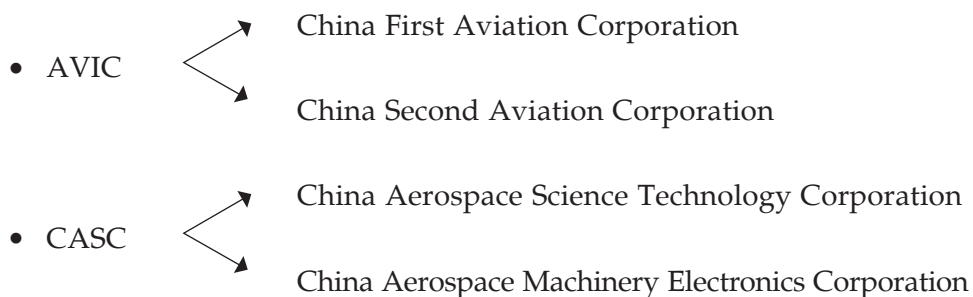 China First Aviation Corporation
• AVIC
China Second Aviation Corporation
China Aerospace Science Technology Corporation
• CASC
China Aerospace Machinery Electronics Corporation